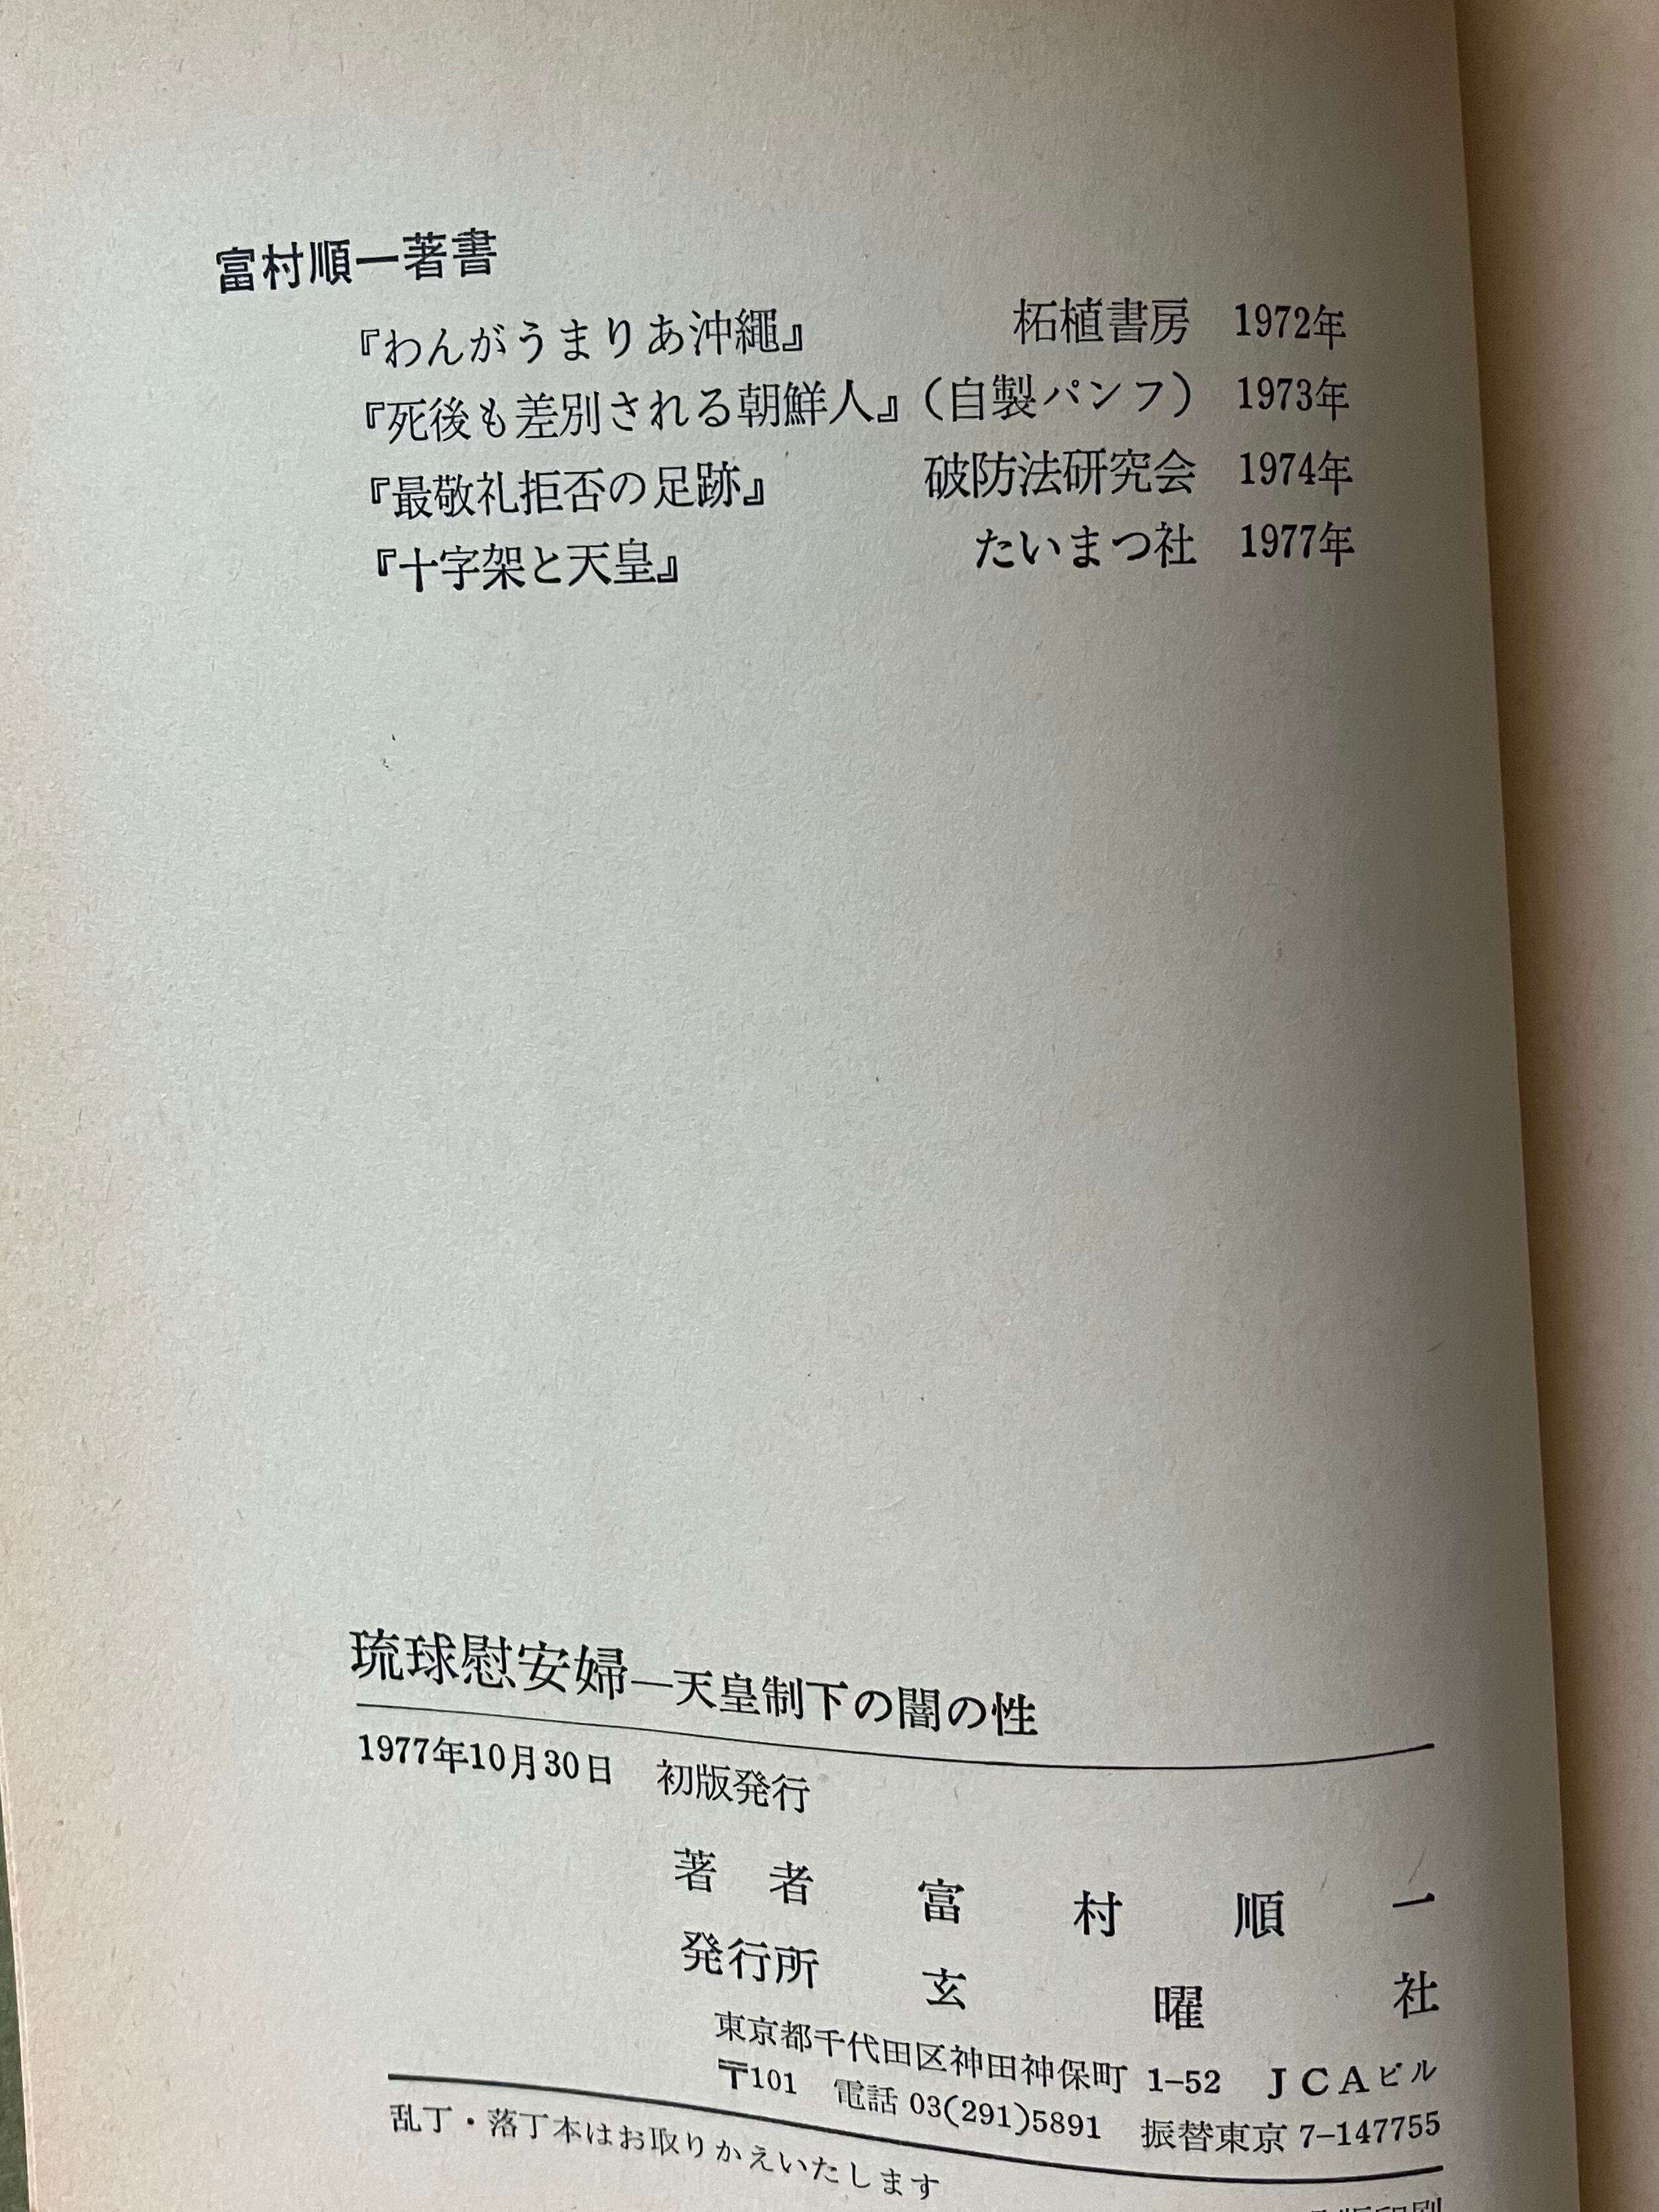 富村順一著書
『わんがうまりあ沖繩』　柘植書房　1972年
『死後も差別される朝鮮人』（自製パンフ）　1973年
『最敬礼拒否の足跡』　破防法研究会　1974年
『十字架と天皇』　たいまつ社　1977年
琉球慰安婦―天皇制下の闇の性
1977年10月30日　初版発行
著者　富村順一
発行所　玄曜社
東京都千代田区神田神保町 1–52　JCAビル
〒101　電話 03(291)5891　振替東京 7–147755
乱丁・落丁本はお取りかえいたします